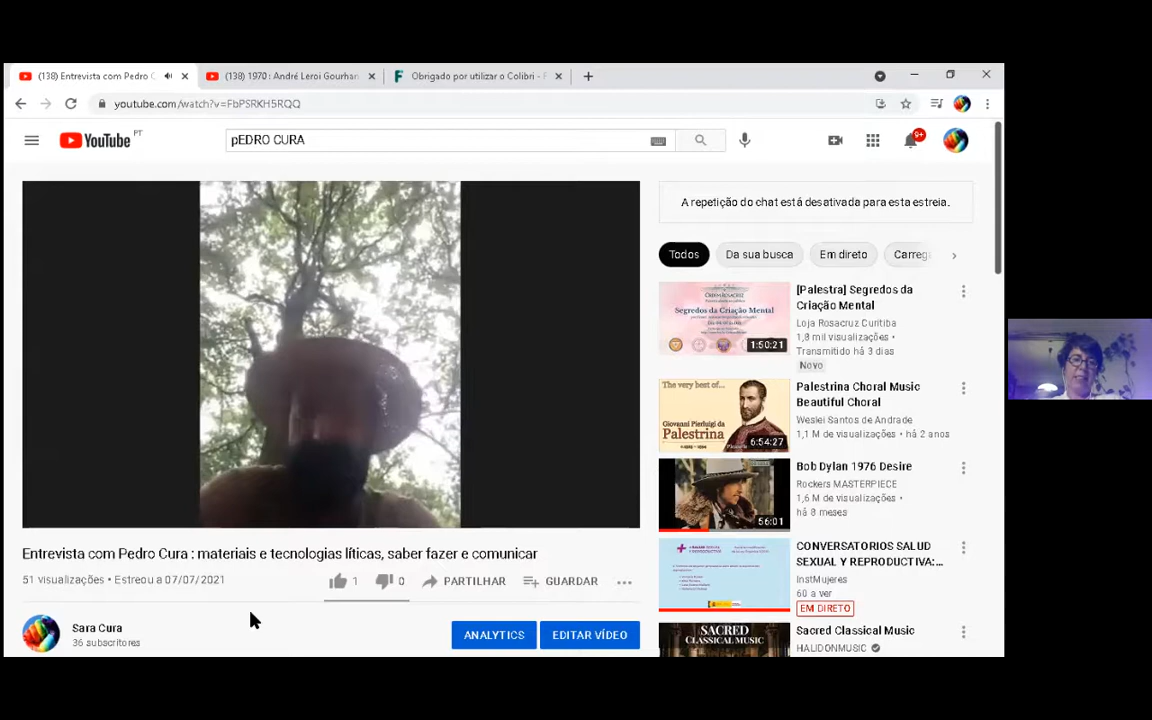 (138) Entrevista com Pedro C
(138) 1970 : André Leroi Gourhan
Obrigado por utilizar o Colibri -
youtube.com/watch?v=FbPSRKH5RQQ
YouTube PT
pEDRO CURA
9+
A repetição do chat está desativada para esta estreia.
Todos
Da sua busca
Em direto
Carreg
[Palestra] Segredos da
Criação Mental
Loja Rosacruz Curitiba
1,8 mil visualizações •
Transmitido há 3 dias
Novo
Segredos da Criação Mental
1:50:21
Palestrina Choral Music
Beautiful Choral
Weslei Santos de Andrade
1,1 M de visualizações • há 2 anos
The very best of...
Giovanni Pierluigi da
Palestrina
6:54:27
Bob Dylan 1976 Desire
Rockers MASTERPIECE
1,6 M de visualizações •
há 8 meses
56:01
CONVERSATORIOS SALUD
SEXUAL Y REPRODUCTIVA:...
InstMujeres
60 a ver
EM DIRETO
Sacred Classical Music
HALIDONMUSIC
SACRED
CLASSICAL MUSIC
Entrevista com Pedro Cura : materiais e tecnologias líticas, saber fazer e comunicar
51 visualizações • Estreou a 07/07/2021
1
0
PARTILHAR
GUARDAR
Sara Cura
36 subscritores
ANALYTICS
EDITAR VÍDEO